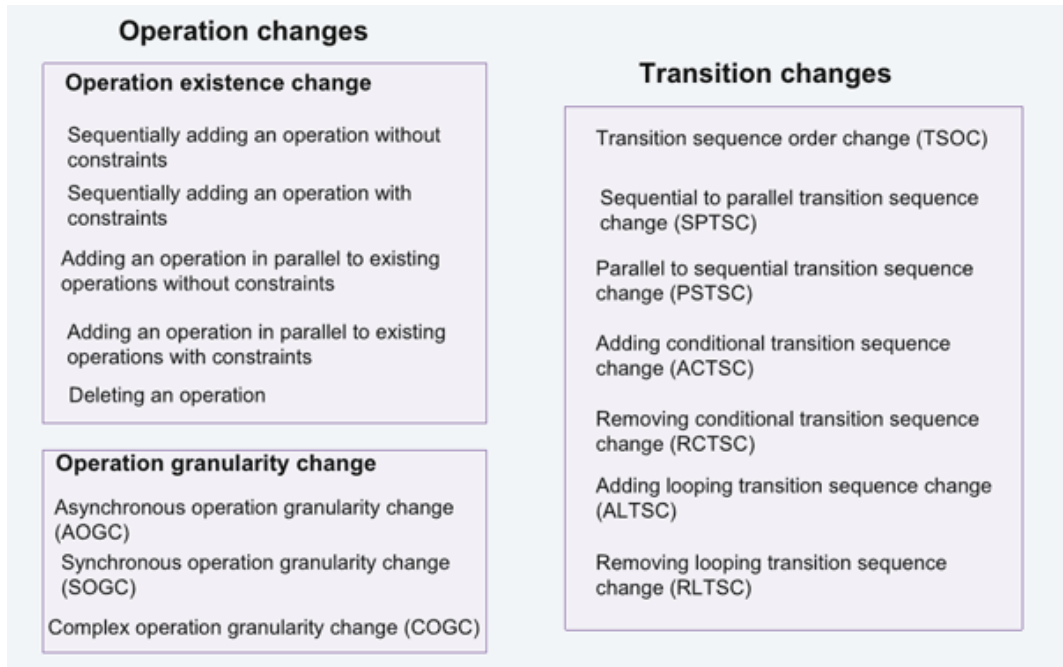 Operation changes
Operation existence change
Sequentially adding an operation without
constraints
Sequentially adding an operation with
constraints
Adding an operation in parallel to existing
operations without constraints
Adding an operation in parallel to existing
operations with constraints
Deleting an operation
Operation granularity change
Asynchronous operation granularity change
(AOGC)
Synchronous operation granularity change
(SOGC)
Complex operation granularity change (COGC)
Transition changes
Transition sequence order change (TSOC)
Sequential to parallel transition sequence
change (SPTSC)
Parallel to sequential transition sequence
change (PSTSC)
Adding conditional transition sequence
change (ACTSC)
Removing conditional transition sequence
change (RCTSC)
Adding looping transition sequence change
(ALTSC)
Removing looping transition sequence
change (RLTSC)